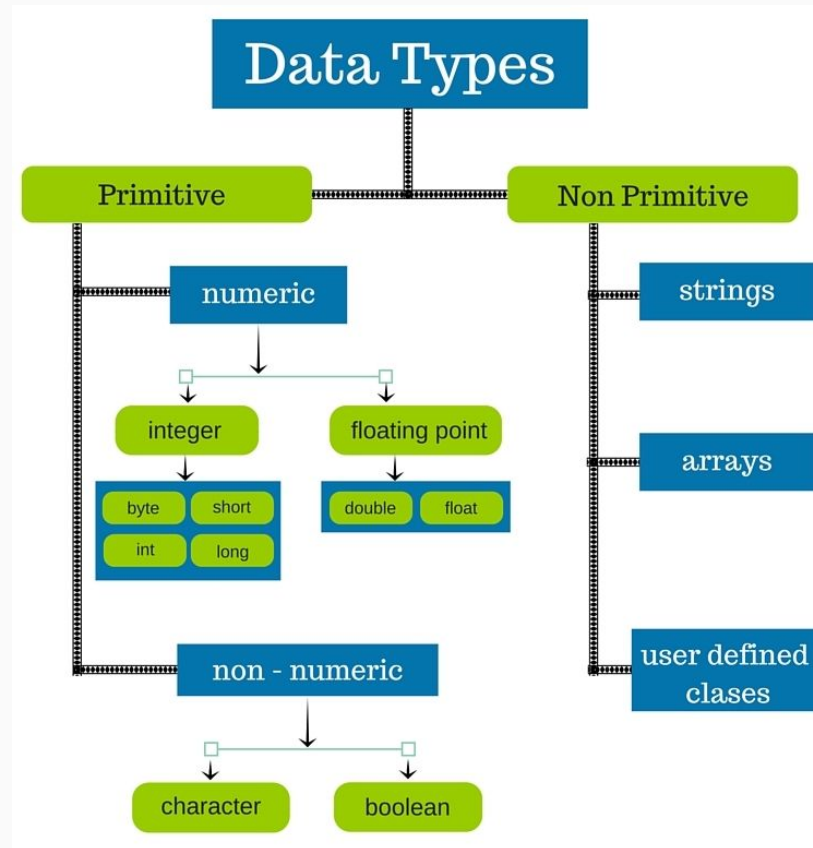 Data Types
Primitive
Non Primitive
numeric
strings
integer
floating point
arrays
byte
short
double
float
int
long
non - numeric
user defined
clases
character
boolean